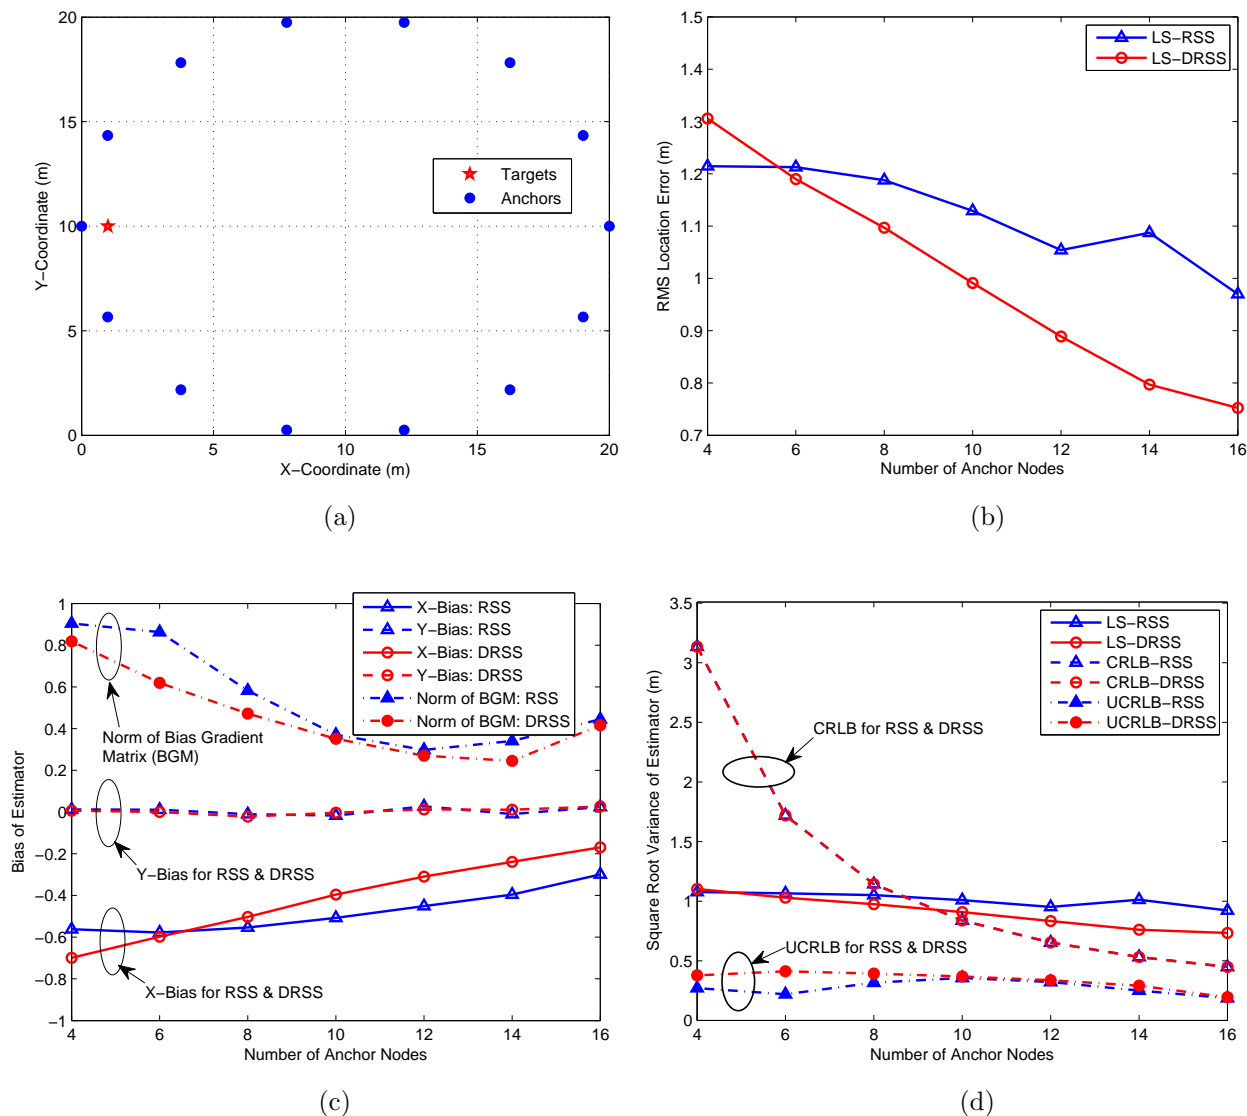 20
15
10
5
0
0
5
10
15
20
Y−Coordinate (m)
X−Coordinate (m)
Targets
Anchors
(a)
1.5
1.4
1.3
1.2
1.1
1
0.9
0.8
0.7
4
6
8
10
12
14
16
RMS Location Error (m)
Number of Anchor Nodes
LS−RSS
LS−DRSS
(b)
1
0.8
0.6
0.4
0.2
0
−0.2
−0.4
−0.6
−0.8
−1
4
6
8
10
12
14
16
Bias of Estimator
Number of Anchor Nodes
X−Bias: RSS
Y−Bias: RSS
X−Bias: DRSS
Y−Bias: DRSS
Norm of BGM: RSS
Norm of BGM: DRSS
Norm of Bias Gradient
Matrix (BGM)
Y−Bias for RSS & DRSS
X−Bias for RSS & DRSS
(c)
3.5
3
2.5
2
1.5
1
0.5
0
4
6
8
10
12
14
16
Square Root Variance of Estimator (m)
Number of Anchor Nodes
LS−RSS
LS−DRSS
CRLB−RSS
CRLB−DRSS
UCRLB−RSS
UCRLB−DRSS
CRLB for RSS & DRSS
UCRLB for RSS & DRSS
(d)